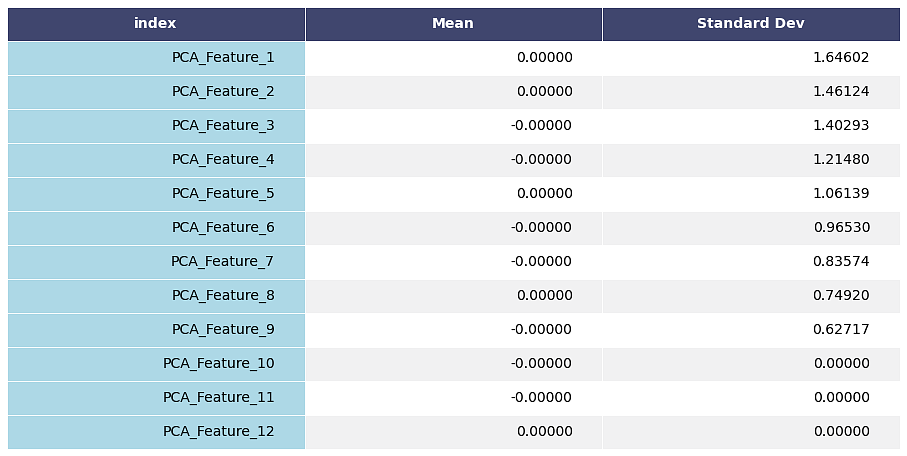 index Mean Standard Dev
PCA_Feature_1 0.00000 1.64602
PCA_Feature_2 0.00000 1.46124
PCA_Feature_3 -0.00000 1.40293
PCA_Feature_4 -0.00000 1.21480
PCA_Feature_5 0.00000 1.06139
PCA_Feature_6 -0.00000 0.96530
PCA_Feature_7 -0.00000 0.83574
PCA_Feature_8 0.00000 0.74920
PCA_Feature_9 -0.00000 0.62717
PCA_Feature_10 -0.00000 0.00000
PCA_Feature_11 -0.00000 0.00000
PCA_Feature_12 0.00000 0.00000